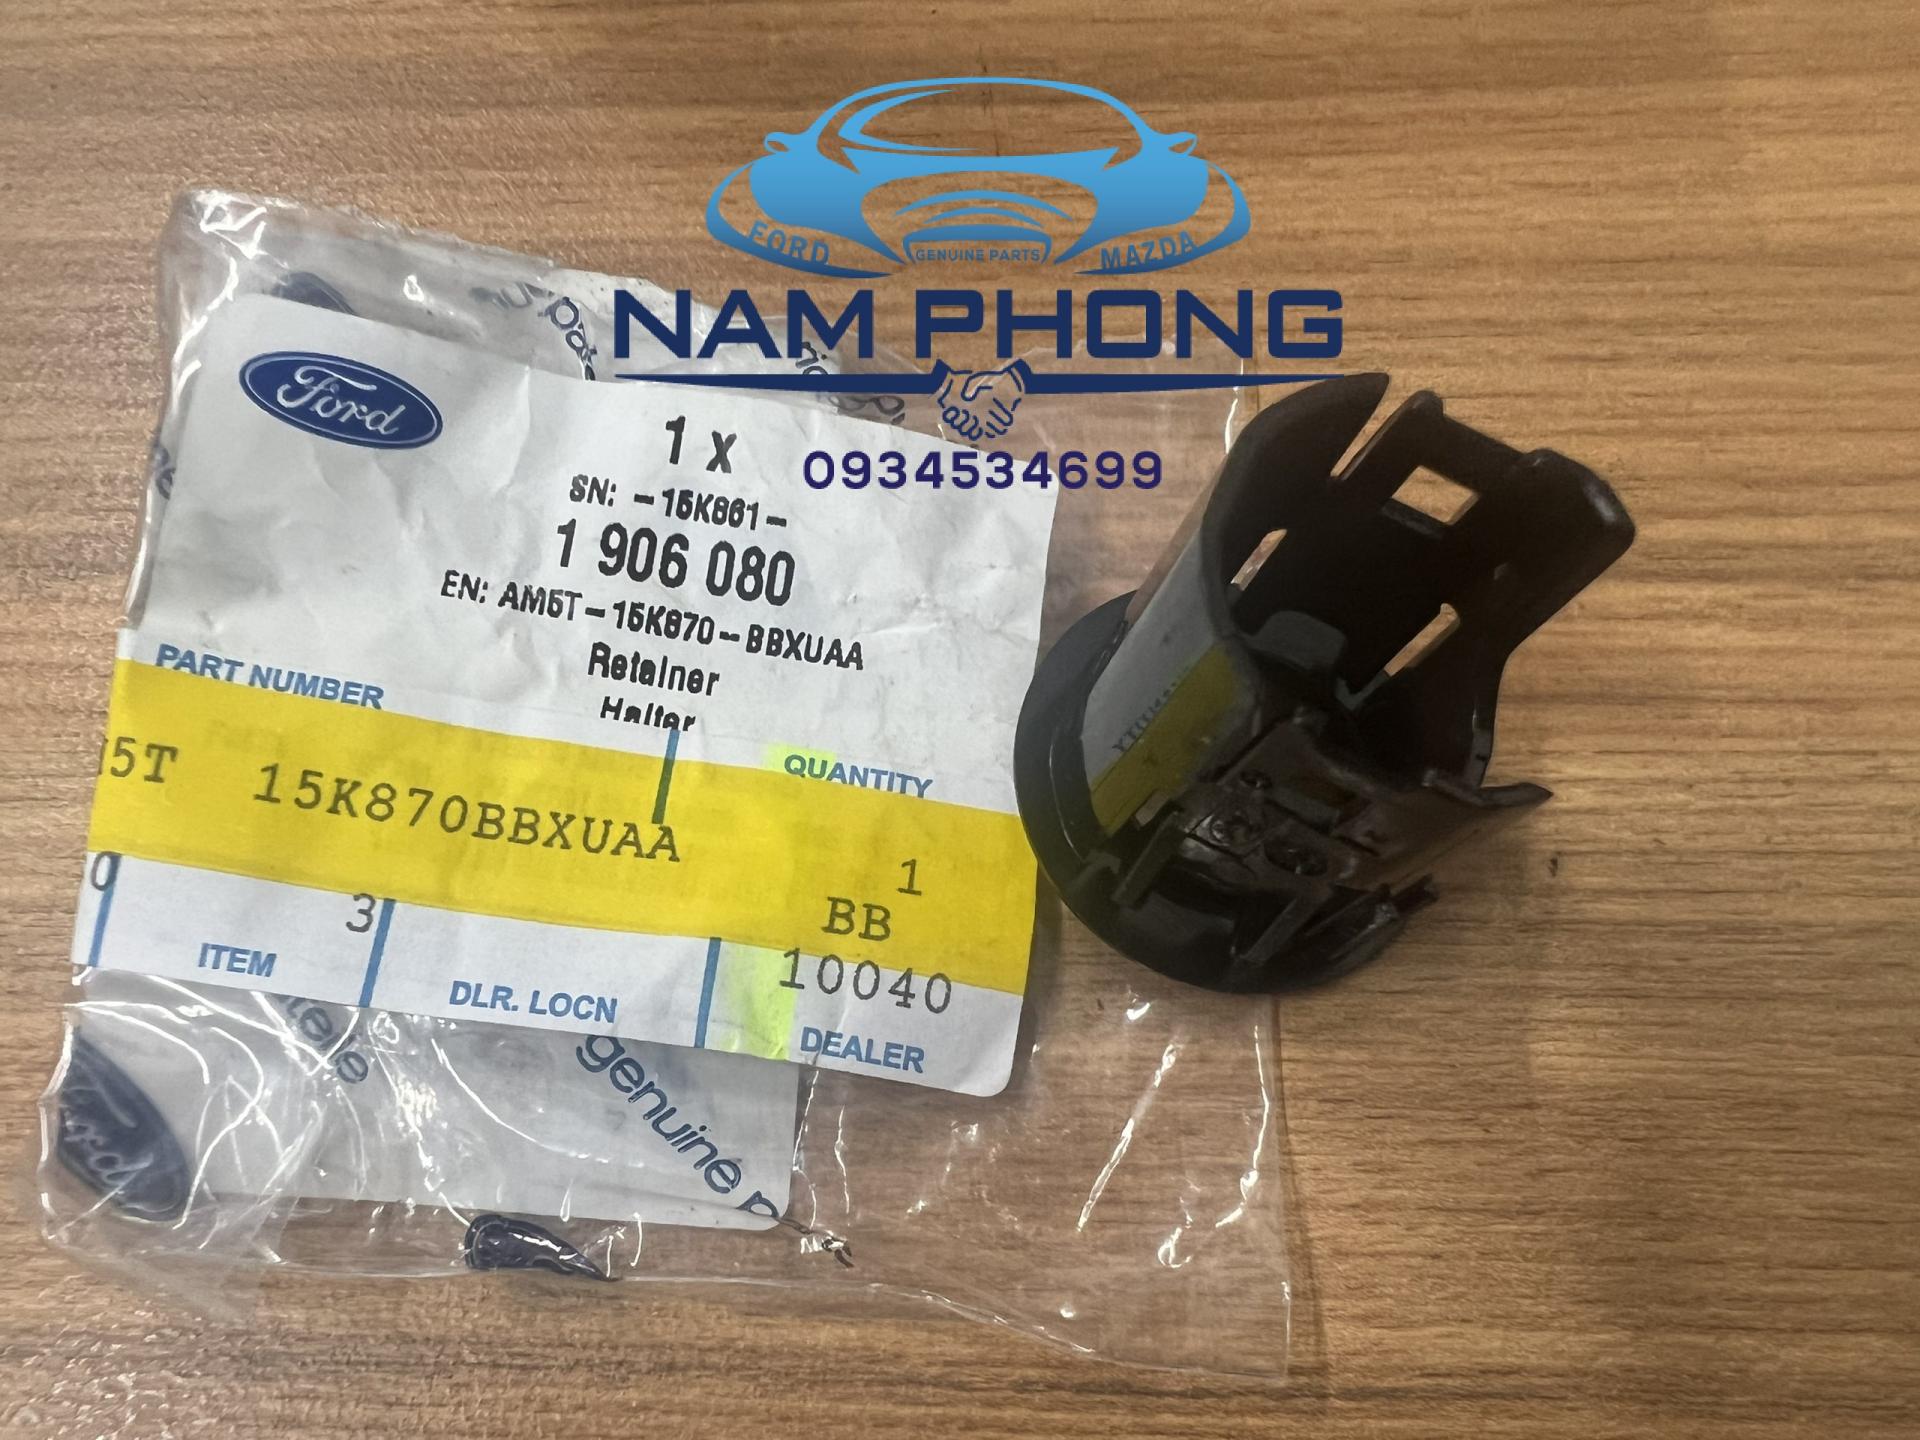 FORD
GENUINE PARTS
MAZDA
NAM PHONG
0934534699
Ford
1 x
SN: -15K861-
1 906 080
EN: AM5T-15K870-BBXUAA
Retainer
Halter
PART NUMBER
QUANTITY
5T 15K870BBXUAA
1
BB
0
3
10040
ITEM
DLR. LOCN
DEALER
genuine